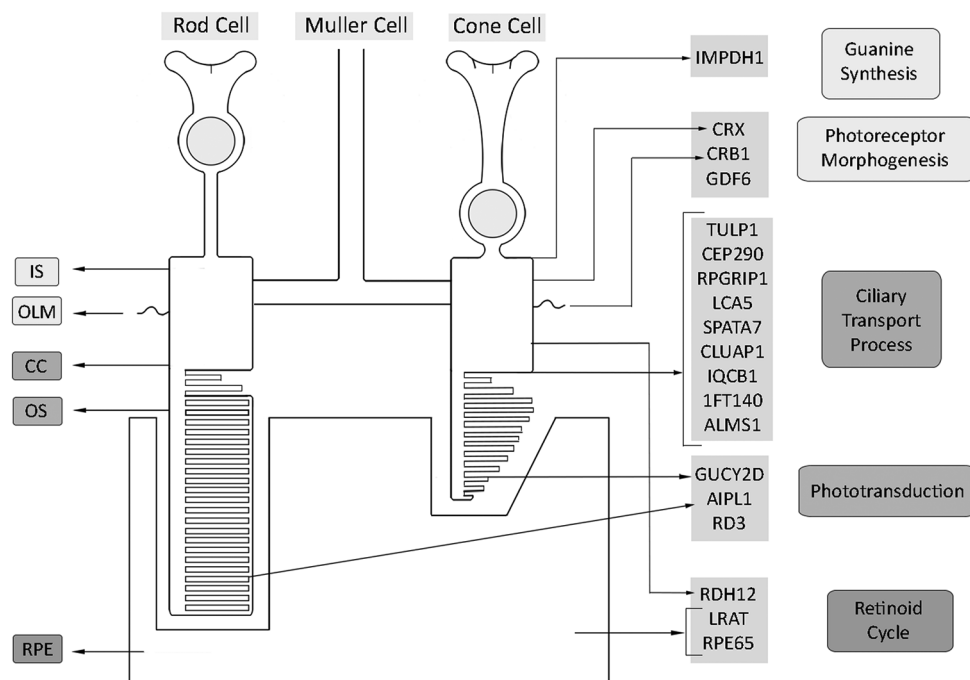 Rod Cell
Muller Cell
Cone Cell
IMPDH1
Guanine
Synthesis
CRX
CRB1
GDF6
Photoreceptor
Morphogenesis
TULP1
CEP290
RPGRIP1
LCA5
SPATA7
CLUAP1
IQCB1
1FT140
ALMS1
Ciliary
Transport
Process
IS
OLM
CC
OS
GUCY2D
AIPL1
RD3
Phototransduction
RDH12
LRAT
RPE65
Retinoid
Cycle
RPE